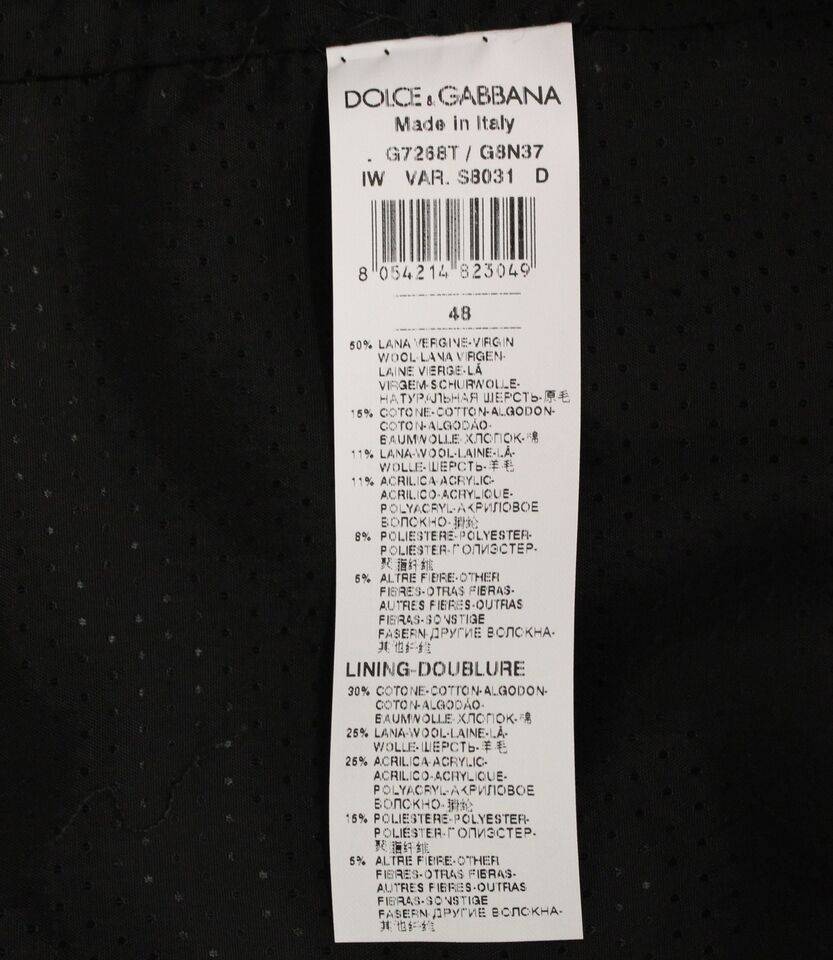 DOLCE & GABBANA
Made in Italy
. G7268T / G8N37
IW VAR. S8031 D
8 054214 823049
48
50% LANA VERGINE-VIRGIN
WOOL-LANA VIRGEN-
LAINE VIERGE-LÃ
VIRGEM-SCHURWOLLE-
НАТУРАЛЬНАЯ ШЕРСТЬ-原毛
15% COTONE-COTTON-ALGODON-
COTON-ALGODÃO-
BAUMWOLLE-ХЛОПОК-棉
11% LANA-WOOL-LAINE-LÃ-
WOLLE-ШЕРСТЬ-羊毛
11% ACRILICA-ACRYLIC-
ACRILICO-ACRYLIQUE-
POLYACRYL-АКРИЛОВОЕ
ВОЛОКНО-腈纶
8% POLIESTERE-POLYESTER-
POLIÉSTER-ПОЛИЭСТЕР-
聚酯纤维
5% ALTRE FIBRE-OTHER
FIBRES-OTRAS FIBRAS-
AUTRES FIBRES-OUTRAS
FIBRAS-SONSTIGE
FASERN-ДРУГИЕ ВОЛОКНА-
其他纤维
LINING-DOUBLURE
30% COTONE-COTTON-ALGODON-
COTON-ALGODÃO-
BAUMWOLLE-ХЛОПОК-棉
25% LANA-WOOL-LAINE-LÃ-
WOLLE-ШЕРСТЬ-羊毛
25% ACRILICA-ACRYLIC-
ACRILICO-ACRYLIQUE-
POLYACRYL-АКРИЛОВОЕ
ВОЛОКНО-腈纶
15% POLIESTERE-POLYESTER-
POLIÉSTER-ПОЛИЭСТЕР-
聚酯纤维
5% ALTRE FIBRE-OTHER
FIBRES-OTRAS FIBRAS-
AUTRES FIBRES-OUTRAS
FIBRAS-SONSTIGE
FASERN-ДРУГИЕ ВОЛОКНА-
其他纤维